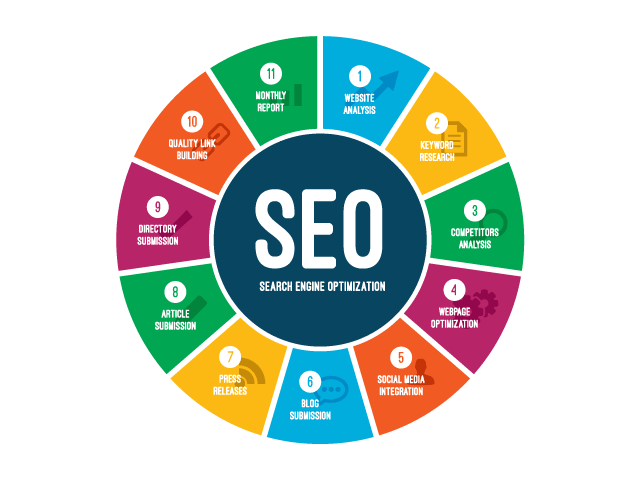 SEO
SEARCH ENGINE OPTIMIZATION
1
WEBSITE
ANALYSIS
2
KEYWORD
RESEARCH
3
COMPETITORS
ANALYSIS
4
WEBPAGE
OPTIMIZATION
5
SOCIAL MEDIA
INTEGRATION
6
BLOG
SUBMISSION
7
PRESS
RELEASES
8
ARTICLE
SUBMISSION
9
DIRECTORY
SUBMISSION
10
QUALITY LINK
BUILDING
11
MONTHLY
REPORT